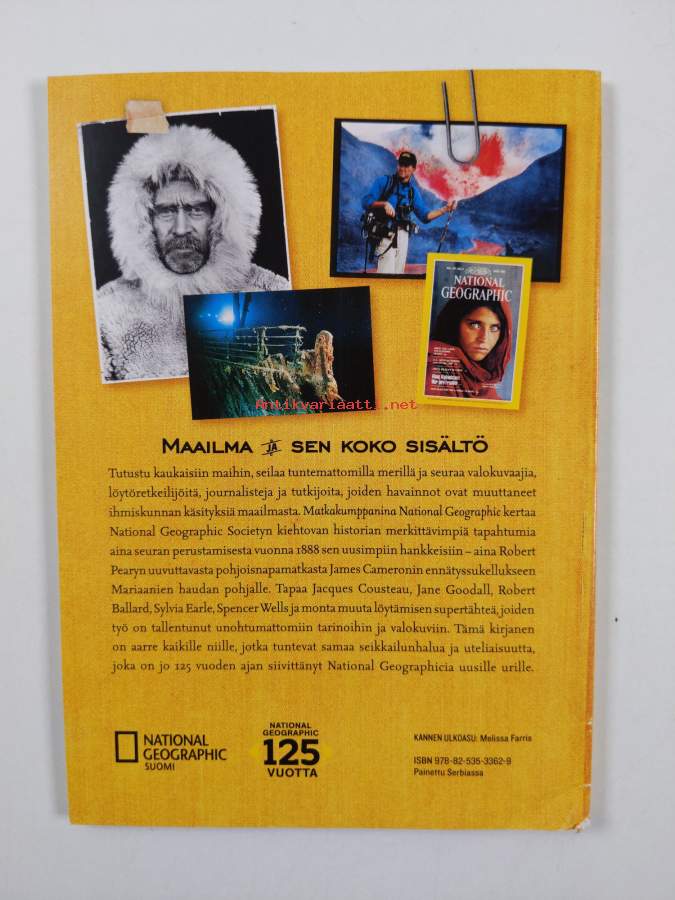 NATIONAL
GEOGRAPHIC
Antikvariaatti.net
MAAILMA JA SEN KOKO SISÄLTÖ
Tutustu kaukaisiin maihin, seilaa tuntemattomilla merillä ja seuraa valokuvaajia,
löytöretkeilijöitä, journalisteja ja tutkijoita, joiden havainnot ovat muuttaneet
ihmiskunnan käsityksiä maailmasta. Matkakumppanina National Geographic kertaa
National Geographic Societyn kiehtovan historian merkittävimpiä tapahtumia
aina seuran perustamisesta vuonna 1888 sen uusimpiin hankkeisiin – aina Robert
Pearyn uuvuttavasta pohjoisnapamatkasta James Cameronin ennätyssukellukseen
Mariaanien haudan pohjalle. Tapaa Jacques Cousteau, Jane Goodall, Robert
Ballard, Sylvia Earle, Spencer Wells ja monta muuta löytämisen supertähteä, joiden
työ on tallentunut unohtumattomiin tarinoihin ja valokuviin. Tämä kirjanen
on aarre kaikille niille, jotka tuntevat samaa seikkailunhalua ja uteliaisuutta,
joka on jo 125 vuoden ajan siivittänyt National Geographicia uusille urille.
NATIONAL
GEOGRAPHIC
SUOMI
NATIONAL
GEOGRAPHIC
125
VUOTTA
KANNEN ULKOASU: Melissa Farris
ISBN 978-82-535-3362-9
Painettu Serbiassa